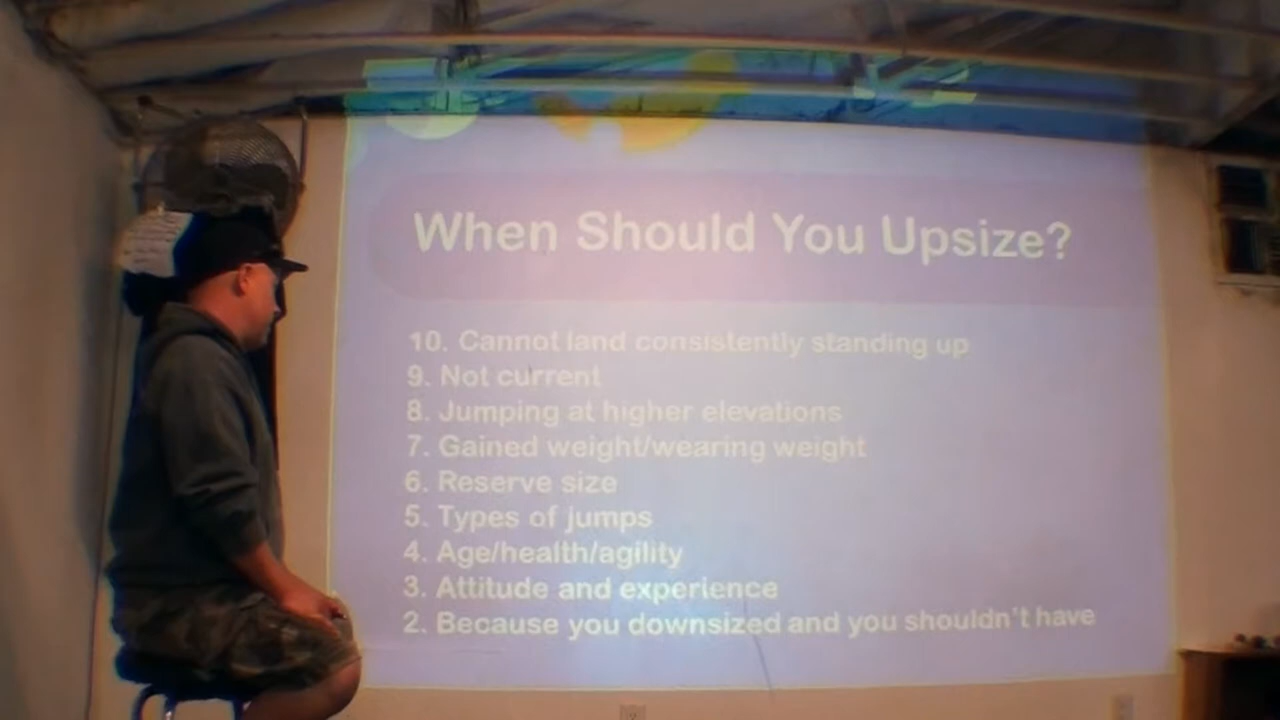 When Should You Upsize?
10. Cannot land consistently standing up
9. Not current
8. Jumping at higher elevations
7. Gained weight/wearing weight
6. Reserve size
5. Types of jumps
4. Age/health/agility
3. Attitude and experience
2. Because you downsized and you shouldn't have